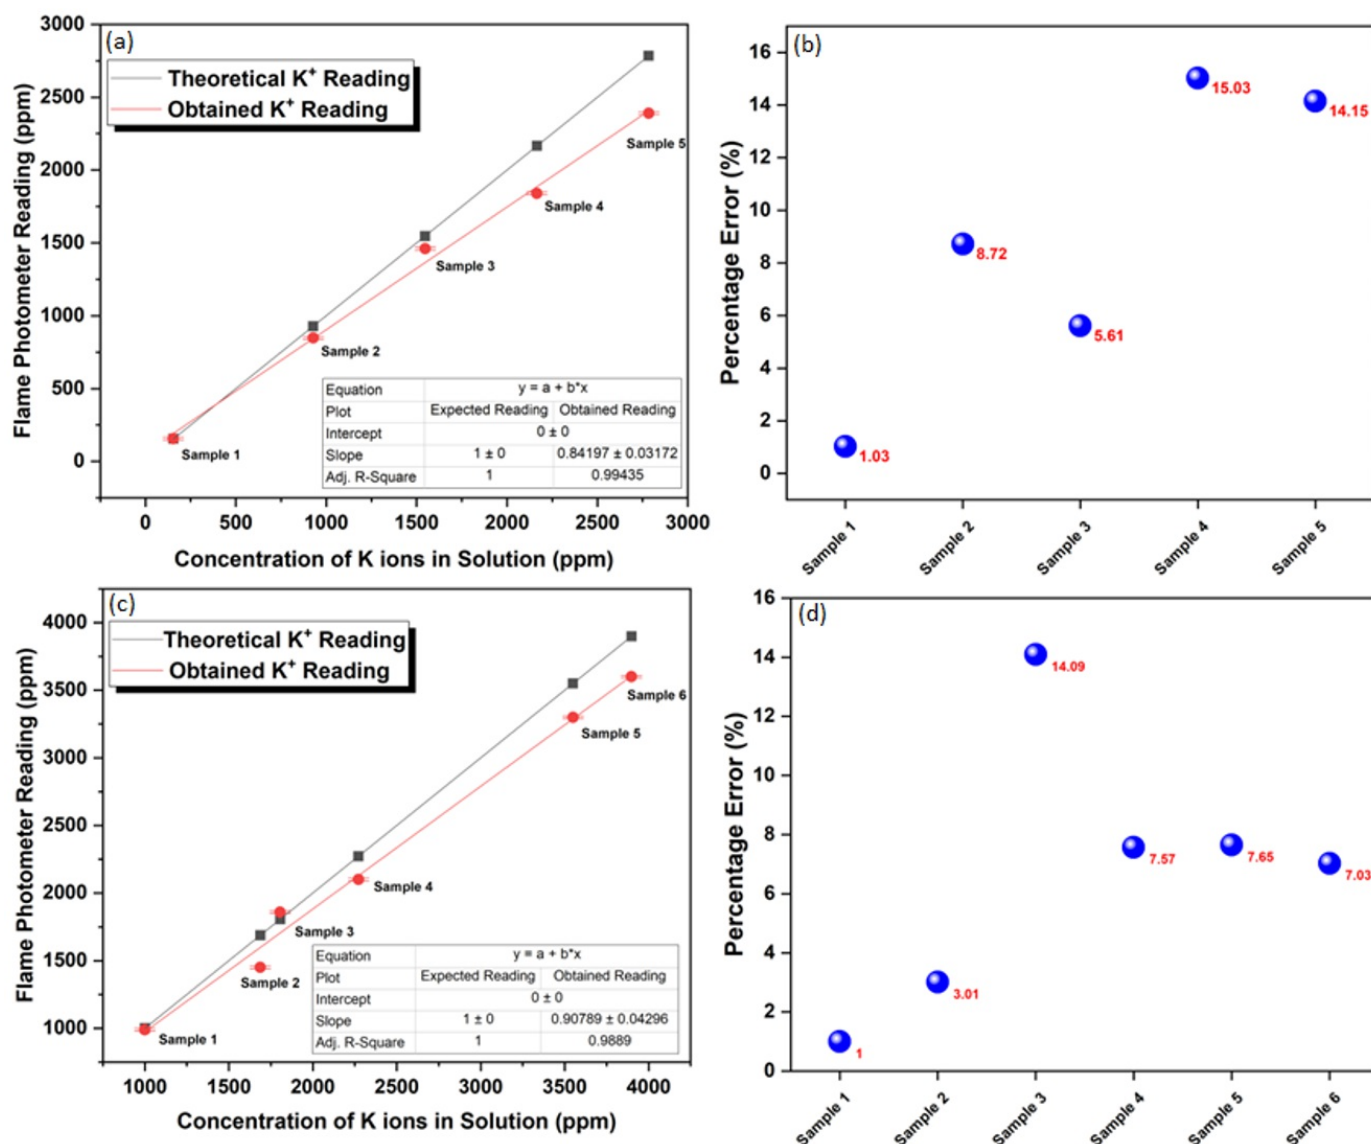 (a)
Theoretical K+ Reading
Obtained K+ Reading
Flame Photometer Reading (ppm)
3000
2500
2000
1500
1000
500
0
Sample 1
Sample 2
Sample 3
Sample 4
Sample 5
Equation y = a + b*x
Plot Expected Reading Obtained Reading
Intercept 0 ± 0
Slope 1 ± 0 0.84197 ± 0.03172
Adj. R-Square 1 0.99435
0 500 1000 1500 2000 2500 3000
Concentration of K ions in Solution (ppm)
(b)
Percentage Error (%)
16
14
12
10
8
6
4
2
0
1.03
8.72
5.61
15.03
14.15
Sample 1 Sample 2 Sample 3 Sample 4 Sample 5
(c)
Theoretical K+ Reading
Obtained K+ Reading
Flame Photometer Reading (ppm)
4000
3500
3000
2500
2000
1500
1000
Sample 1
Sample 2
Sample 3
Sample 4
Sample 5
Sample 6
Equation y = a + b*x
Plot Expected Reading Obtained Reading
Intercept 0 ± 0
Slope 1 ± 0 0.90789 ± 0.04296
Adj. R-Square 1 0.9889
1000 1500 2000 2500 3000 3500 4000
Concentration of K ions in Solution (ppm)
(d)
Percentage Error (%)
16
14
12
10
8
6
4
2
0
1
3.01
14.09
7.57
7.65
7.03
Sample 1 Sample 2 Sample 3 Sample 4 Sample 5 Sample 6